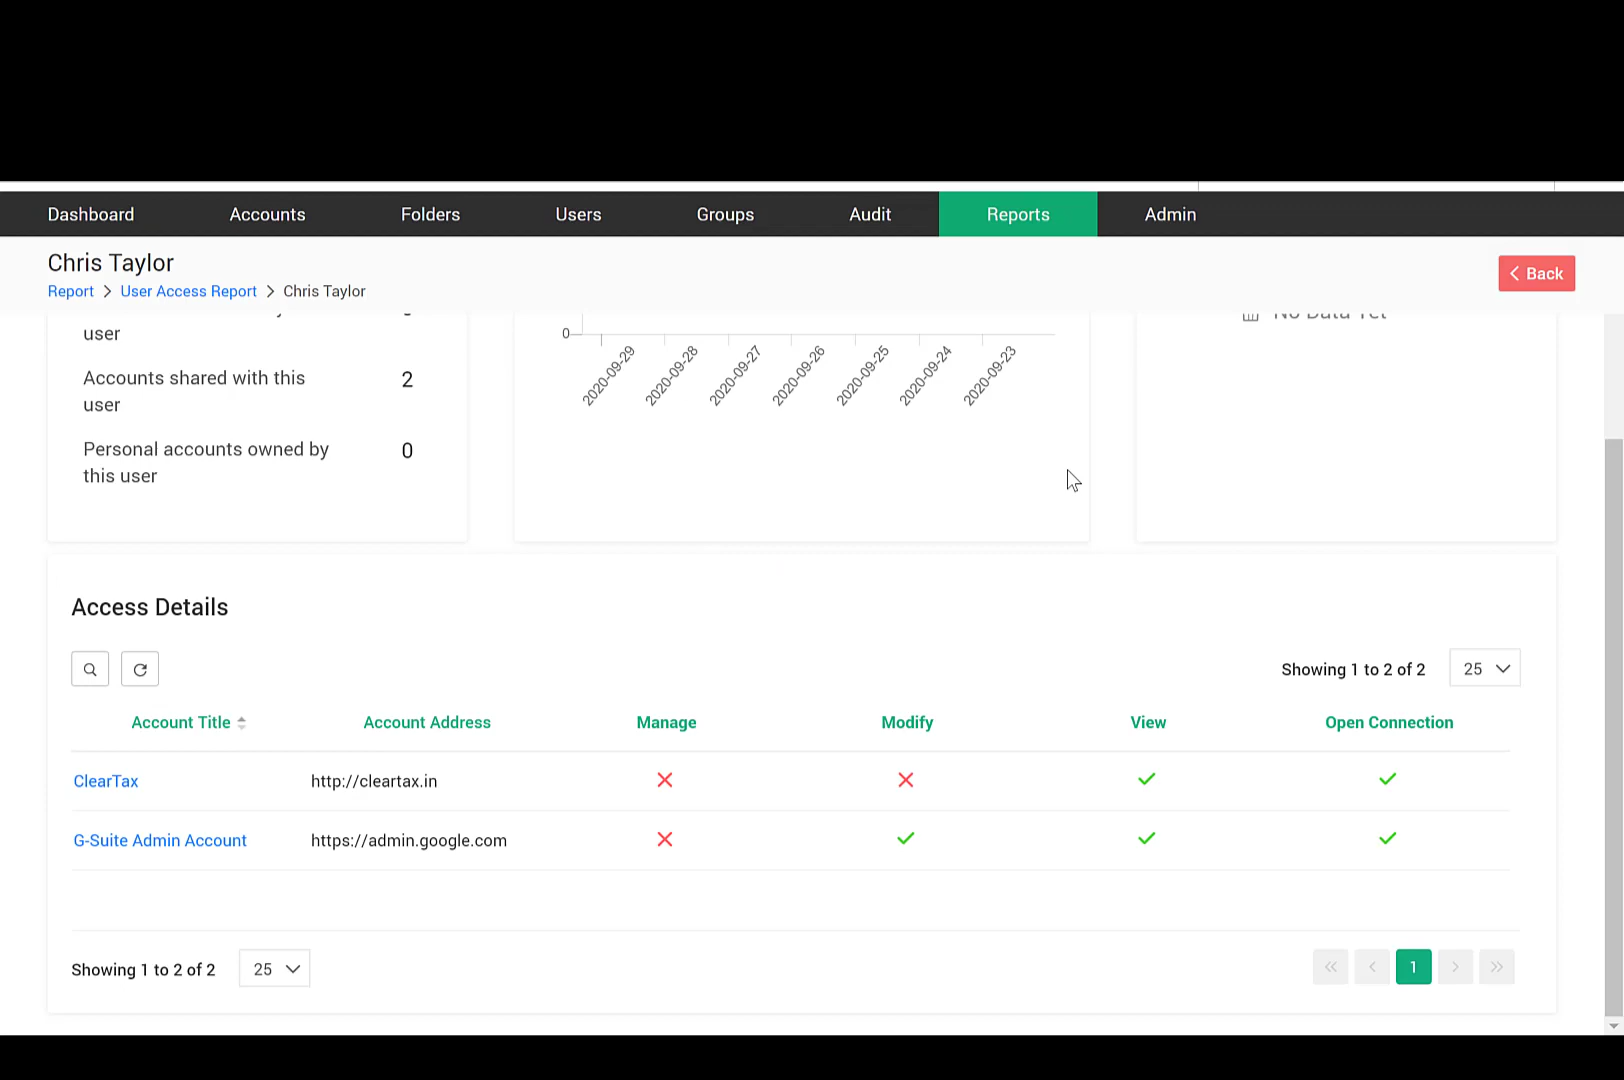 Dashboard Accounts Folders Users Groups Audit Reports Admin
Chris Taylor
Back
Report > User Access Report > Chris Taylor
user
Accounts shared with this
user
2
Personal accounts owned by
this user
0
0
2020-09-29 2020-09-28 2020-09-27 2020-09-26 2020-09-25 2020-09-24 2020-09-23
No Data Yet
Access Details
Showing 1 to 2 of 2 25
Account Title Account Address Manage Modify View Open Connection
ClearTax http://cleartax.in
G-Suite Admin Account https://admin.google.com
Showing 1 to 2 of 2 25
« < 1 > »